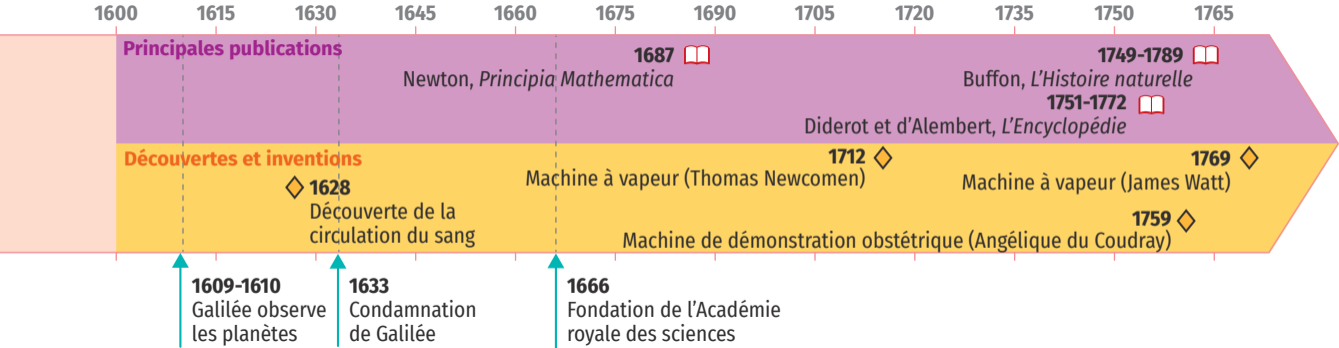 1600 1615 1630 1645 1660 1675 1690 1705 1720 1735 1750 1765
Principales publications
1687
Newton, Principia Mathematica
1749-1789
Buffon, L'Histoire naturelle
1751-1772
Diderot et d'Alembert, L'Encyclopédie
Découvertes et inventions
1628
Découverte de la
circulation du sang
1712
Machine à vapeur (Thomas Newcomen)
1769
Machine à vapeur (James Watt)
1759
Machine de démonstration obstétrique (Angélique du Coudray)
1609-1610
Galilée observe
les planètes
1633
Condamnation
de Galilée
1666
Fondation de l'Académie
royale des sciences